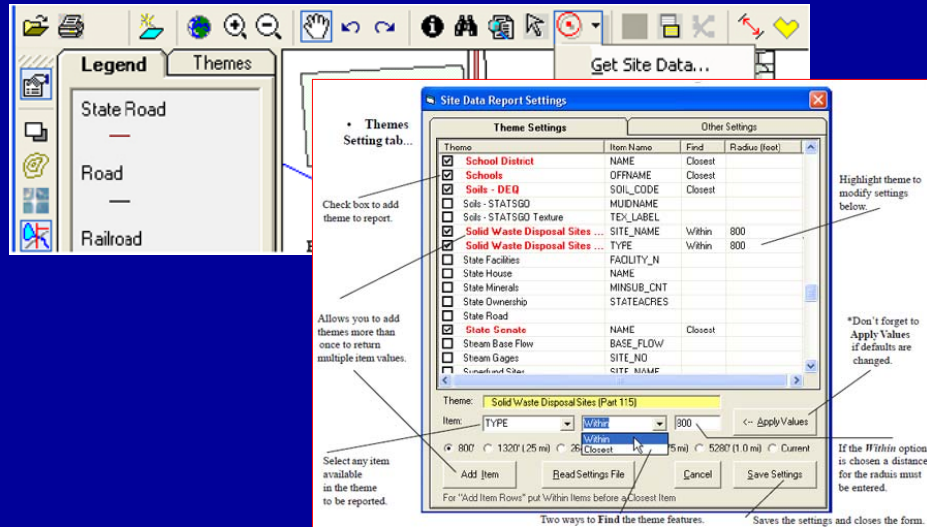 Legend
Themes
Get Site Data...
State Road
Road
Railroad
Site Data Report Settings
• Themes
Setting tab...
Theme Settings
Other Settings
Theme
Item Name
Find
Radius (feet)
School District NAME Closest
Schools OFFNAME Closest
Soils - DEQ SOIL_CODE Closest
Soils - STATSGO MUIDNAME
Soils - STATSGO Texture TEX_LABEL
Solid Waste Disposal Sites ... SITE_NAME Within 800
Solid Waste Disposal Sites ... TYPE Within 800
State Facilities FACILITY_N
State House NAME
State Minerals MINSUB_CNT
State Ownership STATEACRES
State Road
State Senate NAME Closest
Stream Base Flow BASE_FLOW
Stream Gages SITE_NO
Superfund Sites SITE_NAME
Check box to add
theme to report.
Highlight theme to
modify settings
below.
Allows you to add
themes more than
once to return
multiple item values.
*Don't forget to
Apply Values
if defaults are
changed.
Theme: Solid Waste Disposal Sites (Part 115)
Item: TYPE Within 800 <-- Apply Values
Within
Closest
800' 1320' (.25 mi) 5280' (1.0 mi) Current
Add Item Read Settings File Cancel Save Settings
For "Add Item Rows" put Within Items before a Closest Item
Select any item
available
in the theme
to be reported.
If the Within option
is chosen a distance
for the raduis must
be entered.
Two ways to Find the theme features.
Saves the settings and closes the form.